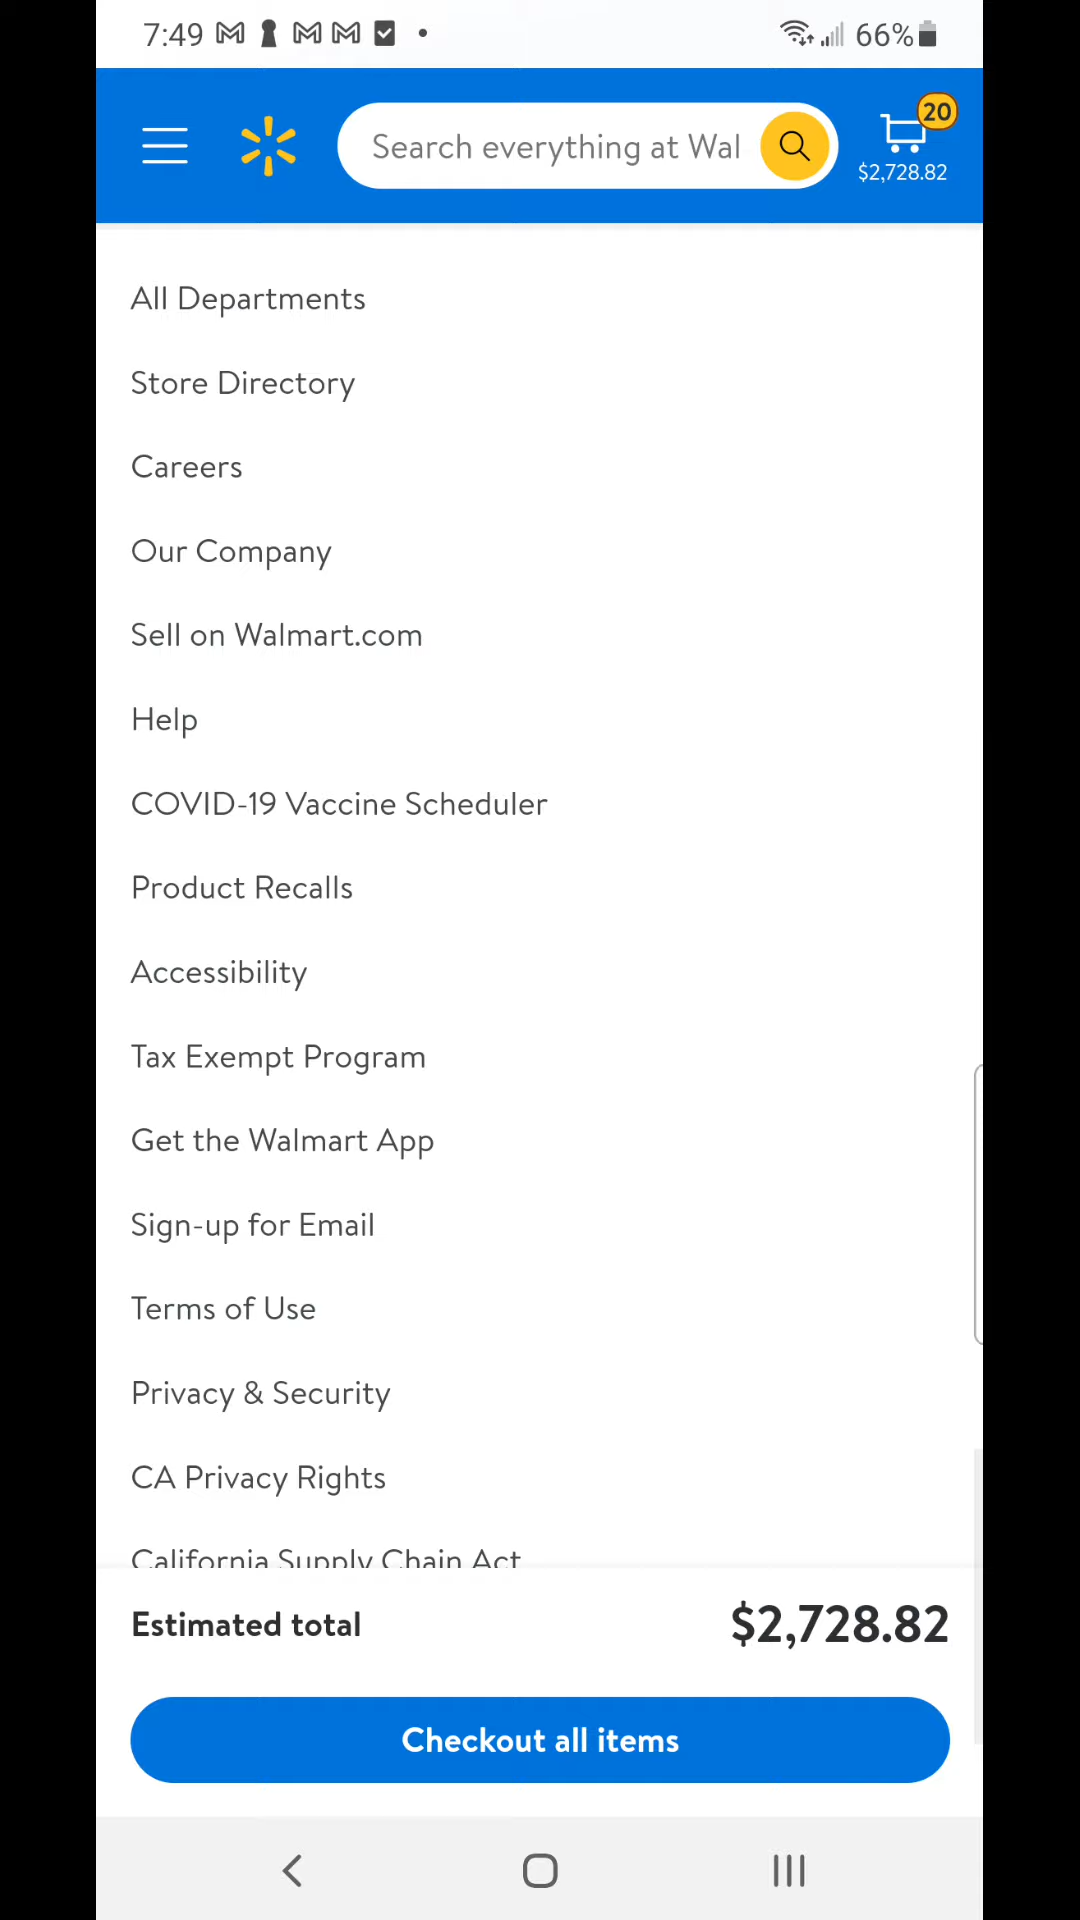 7:49
66%
Search everything at Wal
20
$2,728.82
All Departments
Store Directory
Careers
Our Company
Sell on Walmart.com
Help
COVID-19 Vaccine Scheduler
Product Recalls
Accessibility
Tax Exempt Program
Get the Walmart App
Sign-up for Email
Terms of Use
Privacy & Security
CA Privacy Rights
California Supply Chain Act
Estimated total
$2,728.82
Checkout all items